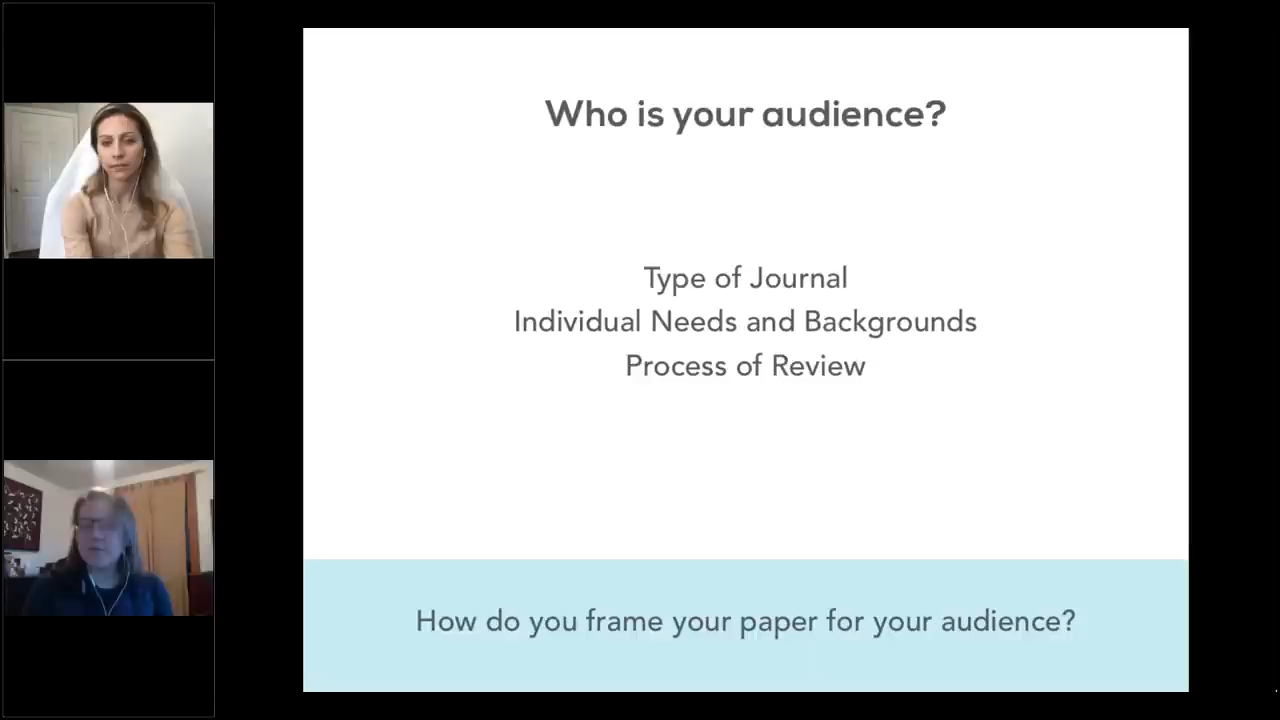 Who is your audience?
Type of Journal
Individual Needs and Backgrounds
Process of Review
How do you frame your paper for your audience?